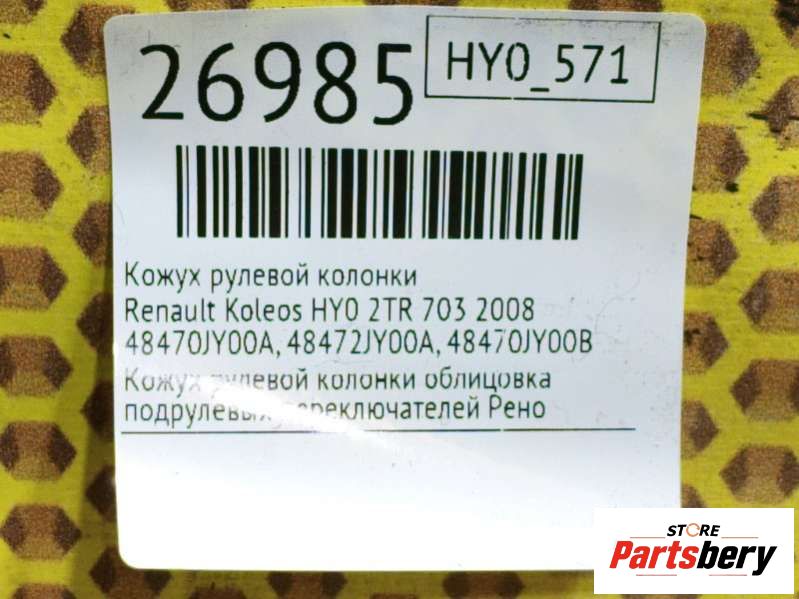 26985
HY0_571
Кожух рулевой колонки
Renault Koleos HY0 2TR 703 2008
48470JY00A, 48472JY00A, 48470JY00B
Кожух рулевой колонки облицовка
подрулевых переключателей Рено
STORE
Partsbery